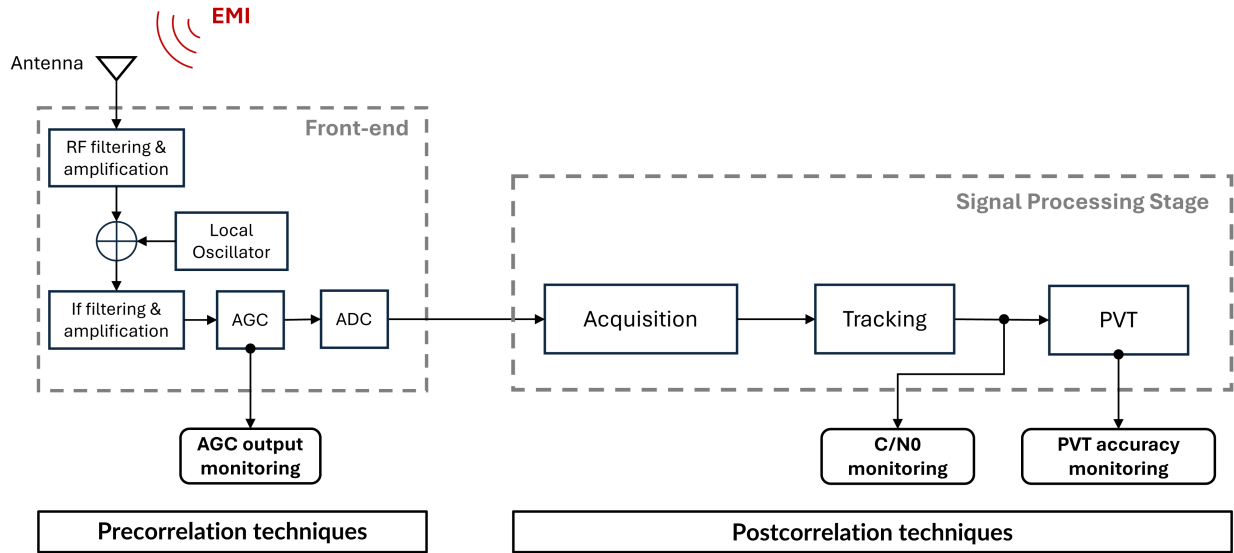 EMI
Antenna
Front-end
RF filtering &
amplification
Local
Oscillator
If filtering &
amplification
AGC
ADC
AGC output
monitoring
Precorrelation techniques
Signal Processing Stage
Acquisition
Tracking
PVT
C/N0
monitoring
PVT accuracy
monitoring
Postcorrelation techniques